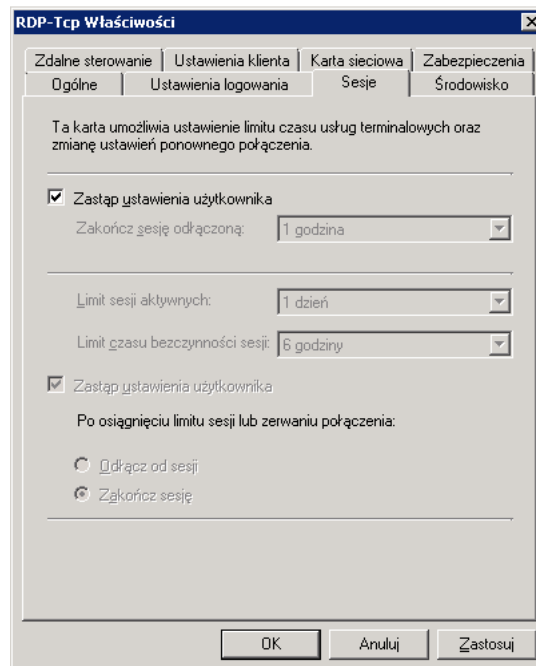 RDP-Tcp Właściwości
Zdalne sterowanie Ustawienia klienta Karta sieciowa Zabezpieczenia
Ogólne Ustawienia logowania Sesje Środowisko
Ta karta umożliwia ustawienie limitu czasu usług terminalowych oraz
zmianę ustawień ponownego połączenia.
Zastąp ustawienia użytkownika
Zakończ sesję odłączoną: 1 godzina
Limit sesji aktywnych: 1 dzień
Limit czasu bezczynności sesji: 6 godziny
Zastąp ustawienia użytkownika
Po osiągnięciu limitu sesji lub zerwaniu połączenia:
Odłącz od sesji
Zakończ sesję
OK Anuluj Zastosuj